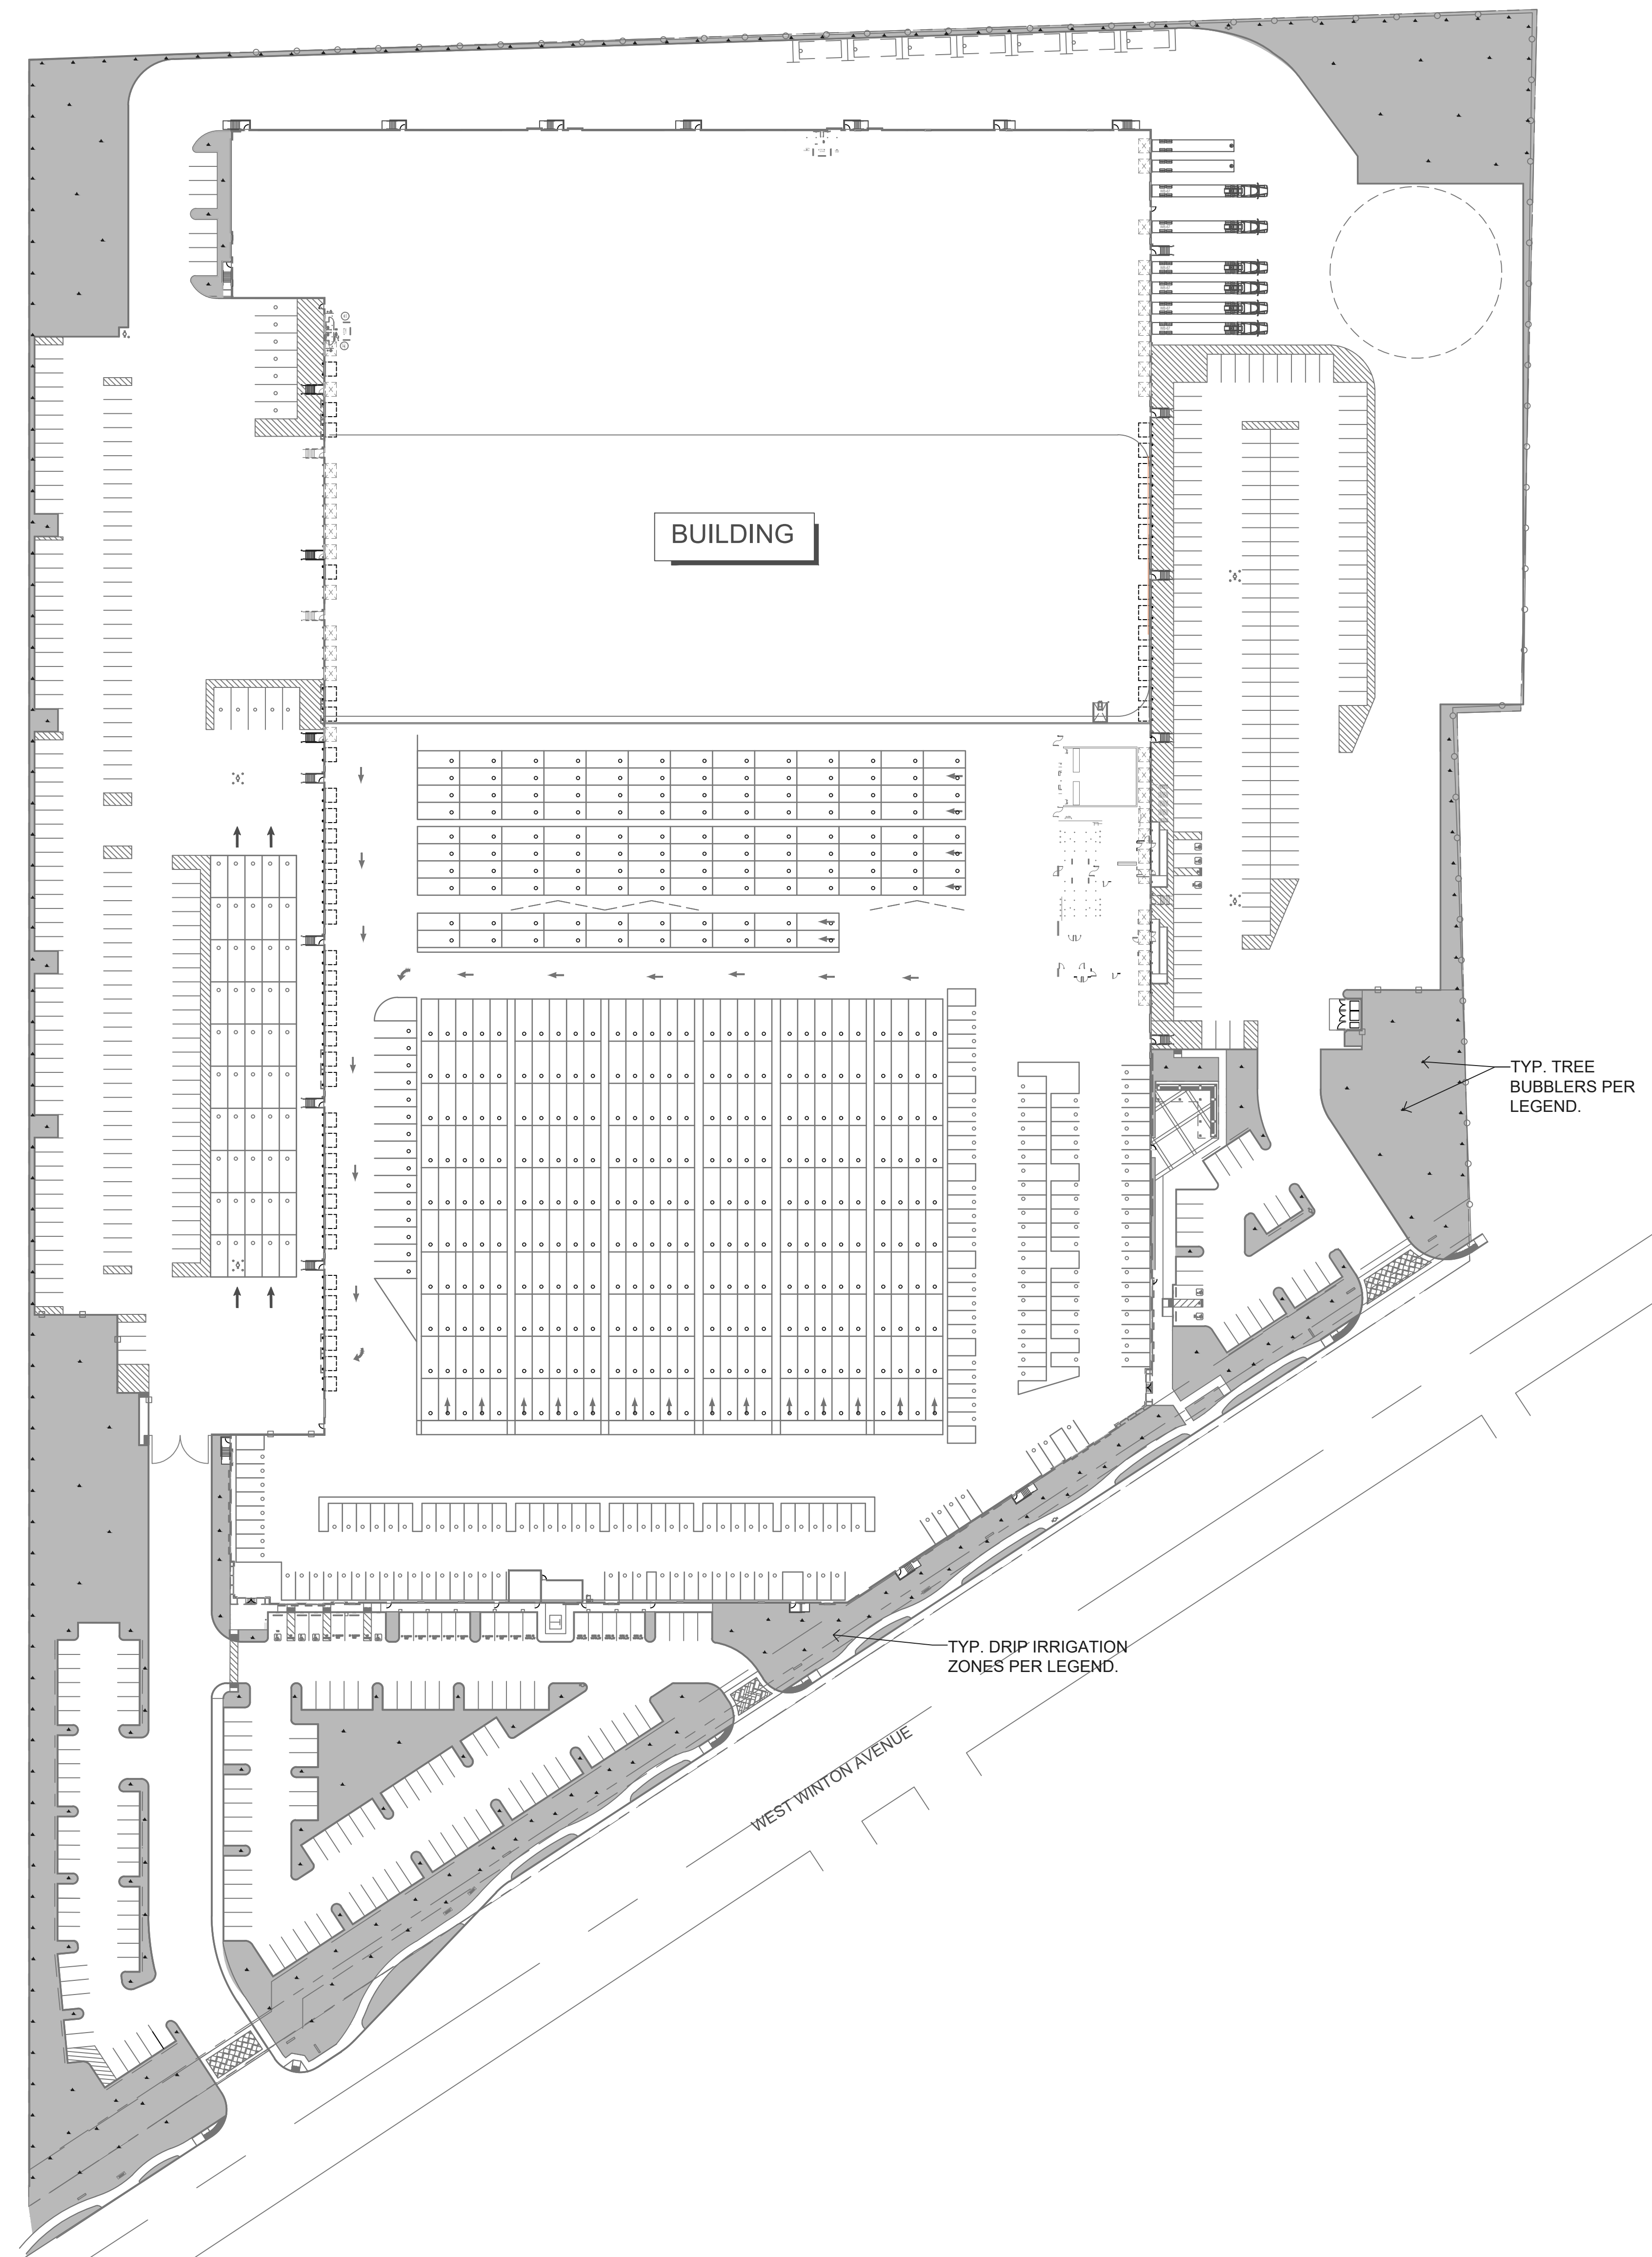 BUILDING
TYP. TREE
BUBBLERS PER
LEGEND.
TYP. DRIP IRRIGATION
ZONES PER LEGEND.
WEST WINTON AVENUE